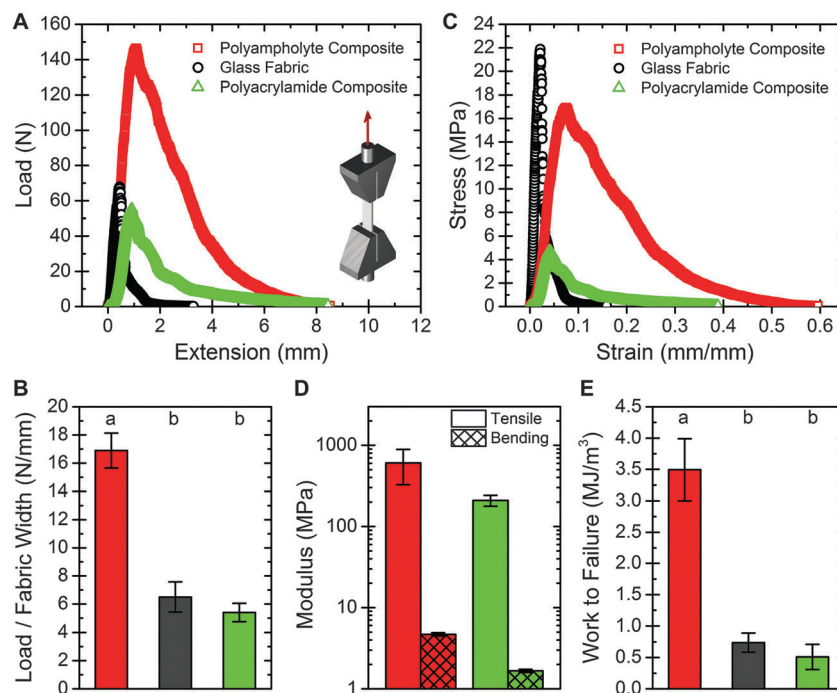 A
160
140
120
100
80
60
40
20
0
Load (N)
Polyampholyte Composite
Glass Fabric
Polyacrylamide Composite
0 2 4 6 8 10 12
Extension (mm)
C
24
22
20
18
16
14
12
10
8
6
4
2
0
Stress (MPa)
Polyampholyte Composite
Glass Fabric
Polyacrylamide Composite
0.0 0.1 0.2 0.3 0.4 0.5 0.6
Strain (mm/mm)
B
20
18
16
14
12
10
8
6
4
2
0
Load / Fabric Width (N/mm)
a b b
D
1000
100
10
1
Modulus (MPa)
Tensile
Bending
E
4.5
4.0
3.5
3.0
2.5
2.0
1.5
1.0
0.5
0.0
Work to Failure (MJ/m³)
a b b